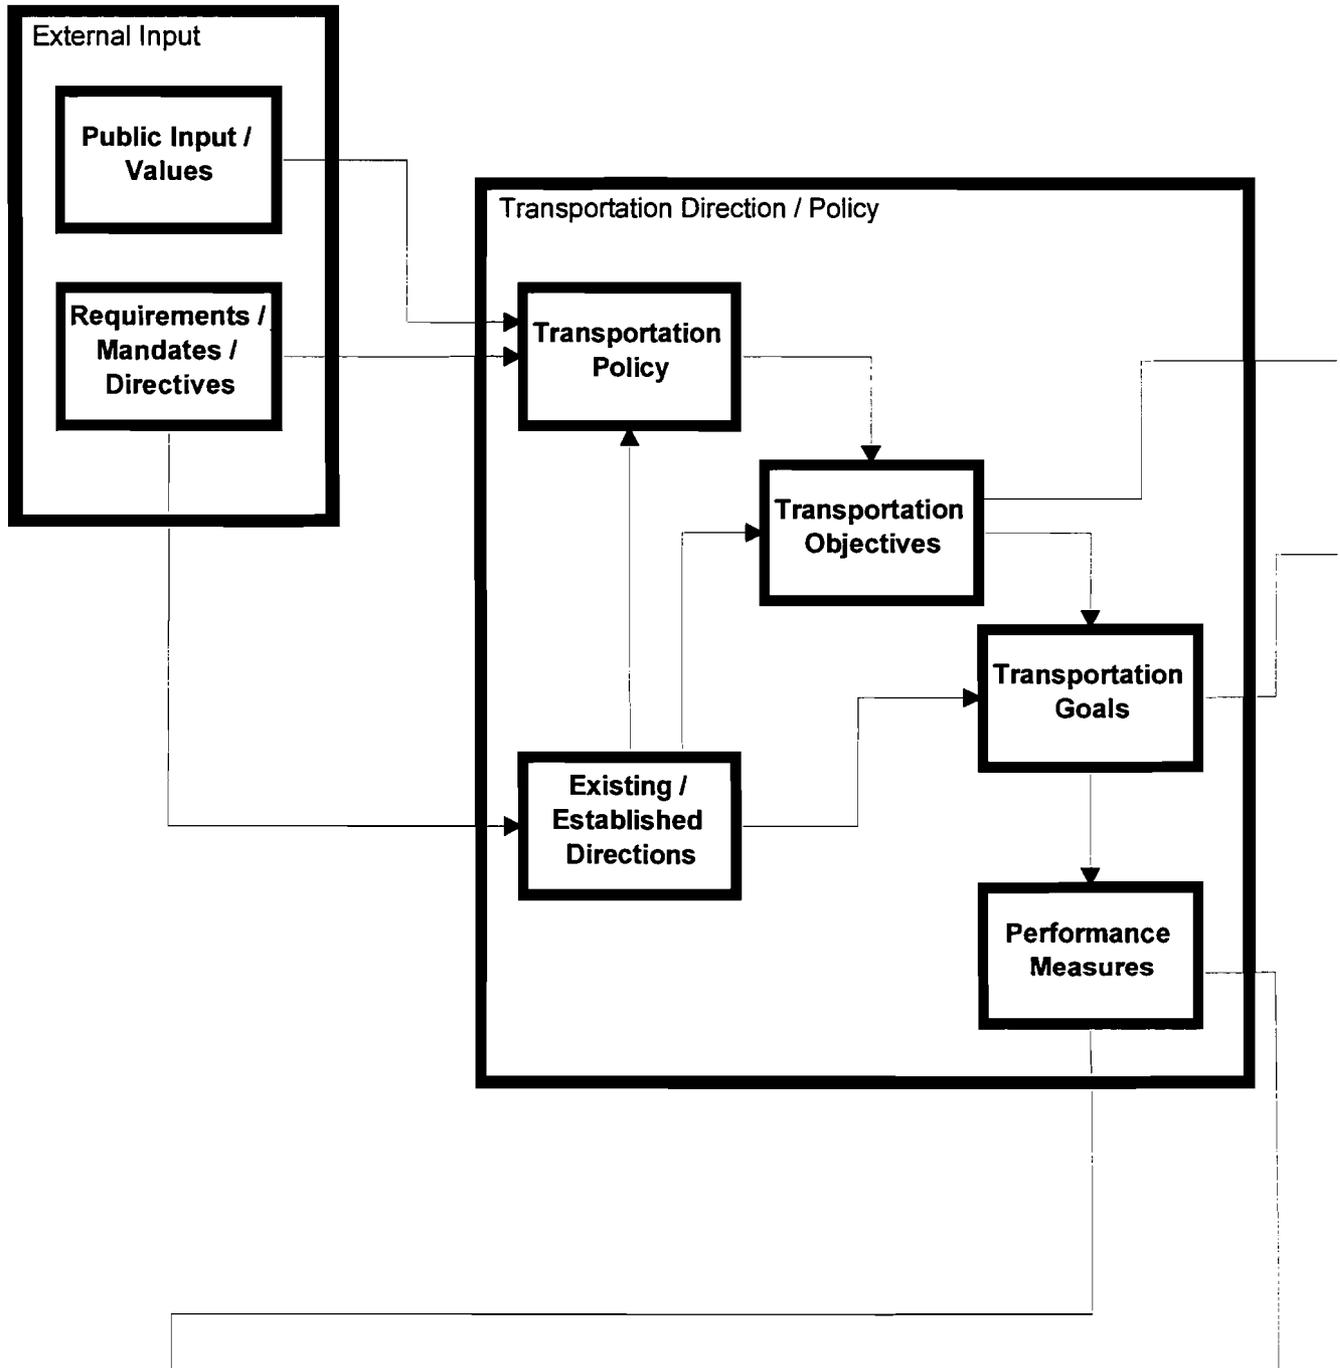 External Input
Public Input /
Values
Requirements /
Mandates /
Directives
Transportation Direction / Policy
Transportation
Policy
Transportation
Objectives
Transportation
Goals
Existing /
Established
Directions
Performance
Measures